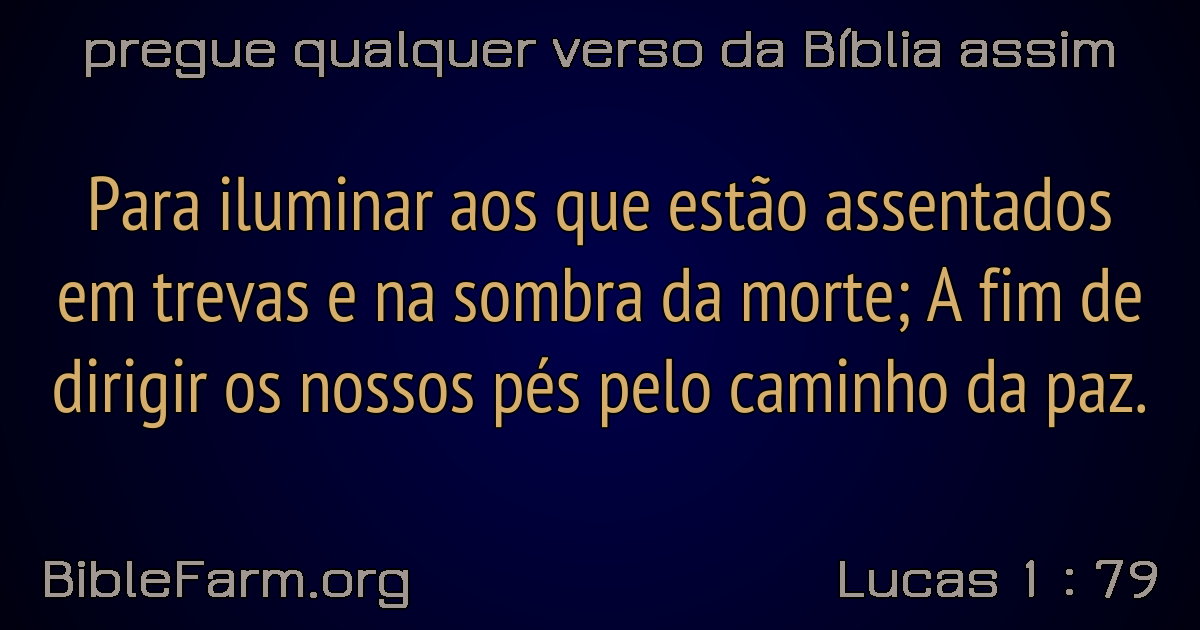 pregue qualquer verso da Bíblia assim
Para iluminar aos que estão assentados
em trevas e na sombra da morte; A fim de
dirigir os nossos pés pelo caminho da paz.
BibleFarm.org
Lucas 1 : 79